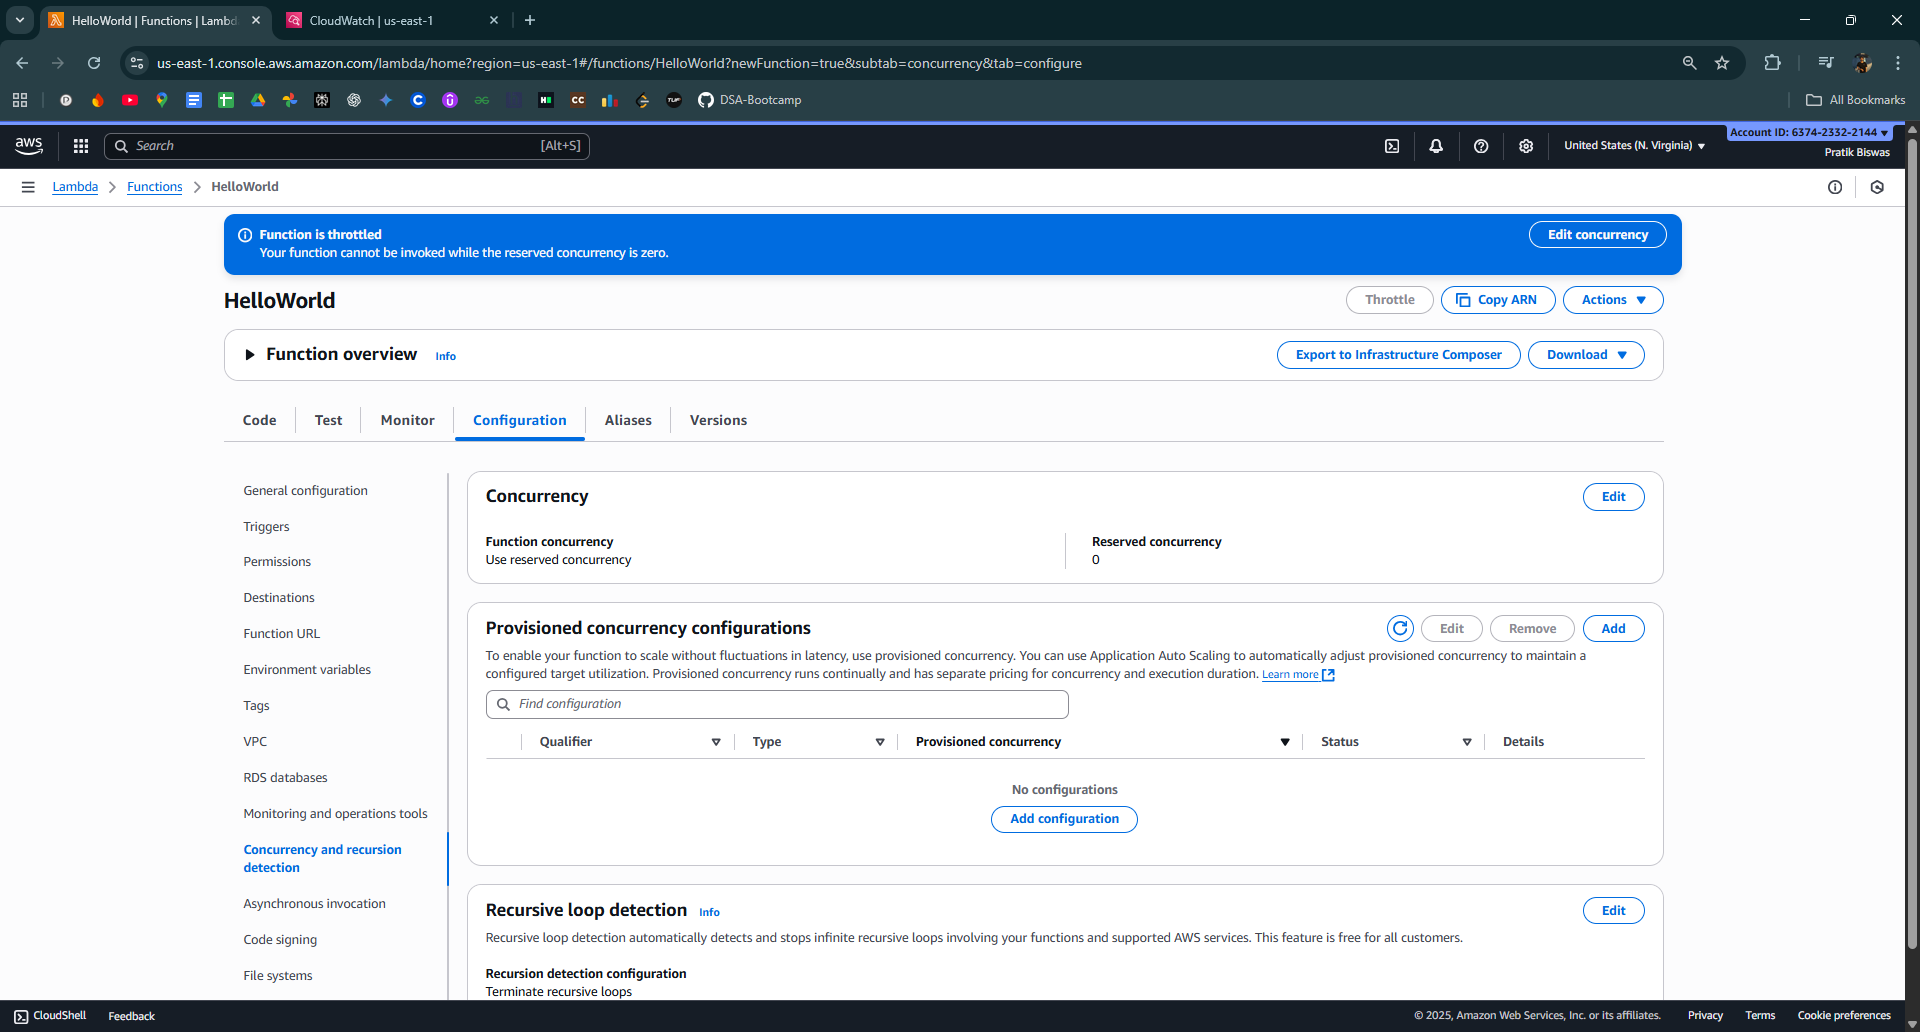 HelloWorld | Functions | Lambd
CloudWatch | us-east-1
us-east-1.console.aws.amazon.com/lambda/home?region=us-east-1#/functions/HelloWorld?newFunction=true&subtab=concurrency&tab=configure
DSA-Bootcamp
All Bookmarks
aws
Search
[Alt+S]
United States (N. Virginia)
Account ID: 6374-2332-2144
Pratik Biswas
Lambda
Functions
HelloWorld
Function is throttled
Your function cannot be invoked while the reserved concurrency is zero.
Edit concurrency
HelloWorld
Throttle
Copy ARN
Actions
Function overview
Info
Export to Infrastructure Composer
Download
Code
Test
Monitor
Configuration
Aliases
Versions
General configuration
Triggers
Permissions
Destinations
Function URL
Environment variables
Tags
VPC
RDS databases
Monitoring and operations tools
Concurrency and recursion
detection
Asynchronous invocation
Code signing
File systems
Concurrency
Edit
Function concurrency
Use reserved concurrency
Reserved concurrency
0
Provisioned concurrency configurations
Edit
Remove
Add
To enable your function to scale without fluctuations in latency, use provisioned concurrency. You can use Application Auto Scaling to automatically adjust provisioned concurrency to maintain a
configured target utilization. Provisioned concurrency runs continually and has separate pricing for concurrency and execution duration. Learn more
Find configuration
Qualifier
Type
Provisioned concurrency
Status
Details
No configurations
Add configuration
Recursive loop detection
Info
Edit
Recursive loop detection automatically detects and stops infinite recursive loops involving your functions and supported AWS services. This feature is free for all customers.
Recursion detection configuration
Terminate recursive loops
CloudShell
Feedback
© 2025, Amazon Web Services, Inc. or its affiliates.
Privacy
Terms
Cookie preferences